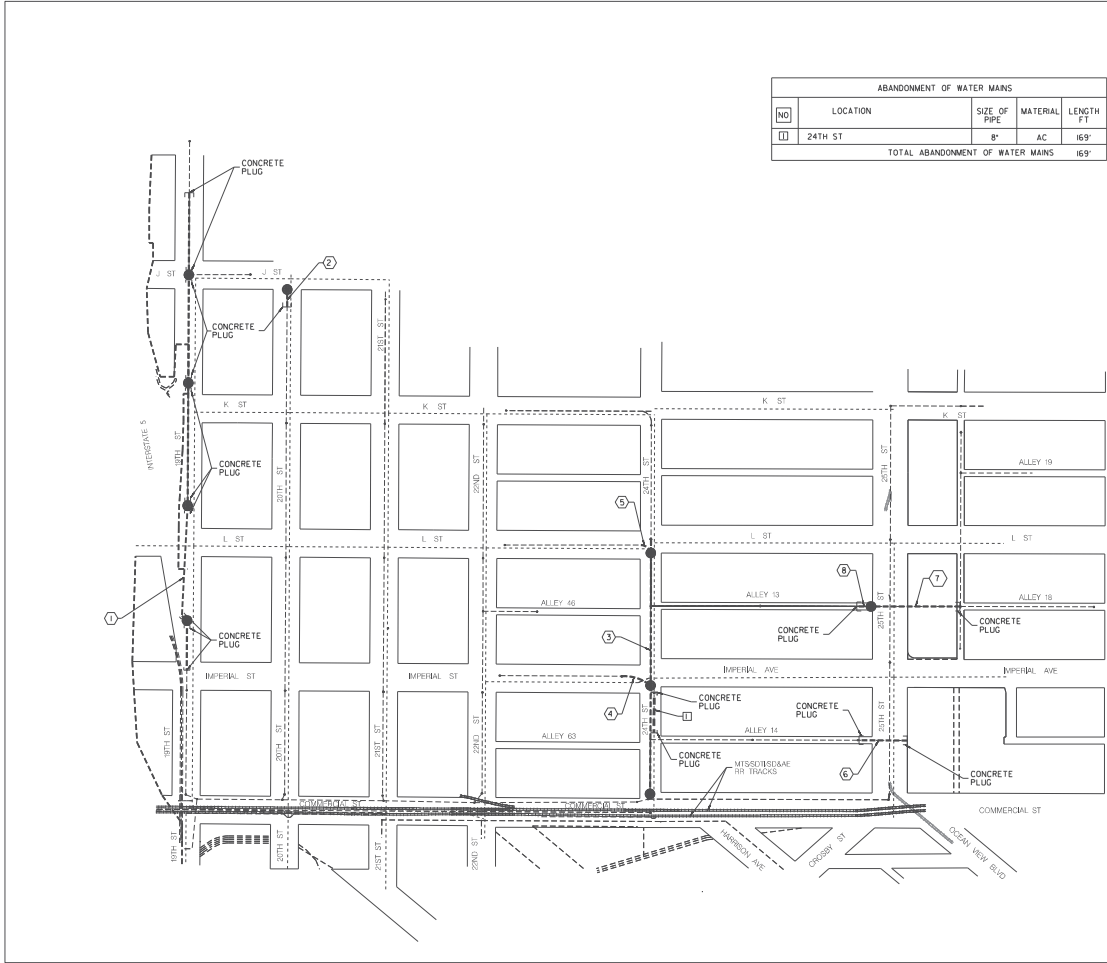 ABANDONMENT OF WATER MAINS
NO
LOCATION
SIZE OF
PIPE
MATERIAL
LENGTH
FT
1
24TH ST
8"
AC
169'
TOTAL ABANDONMENT OF WATER MAINS 169'
CONCRETE
PLUG
J ST
J ST
2
CONCRETE
PLUG
21ST ST
K ST
K ST
K ST
K ST
INTERSTATE 5
19TH ST
CONCRETE
PLUG
20TH ST
22ND ST
24TH ST
25TH ST
ALLEY 19
5
L ST
L ST
L ST
L ST
1
ALLEY 46
ALLEY 13
8
7
ALLEY 18
25TH ST
CONCRETE
PLUG
CONCRETE
PLUG
CONCRETE
PLUG
3
IMPERIAL ST
IMPERIAL ST
IMPERIAL AVE
IMPERIAL AVE
4
CONCRETE
PLUG
1
CONCRETE
PLUG
19TH ST
20TH ST
21ST ST
22ND ST
24TH ST
25TH ST
ALLEY 63
ALLEY 14
CONCRETE
PLUG
MTS/SDTI/SD&AE
RR TRACKS
6
CONCRETE
PLUG
COMMERCIAL ST
COMMERCIAL ST
COMMERCIAL ST
19TH ST
20TH ST
21ST ST
22ND ST
HARRISON AVE
CROSBY ST
OCEAN VIEW BLVD